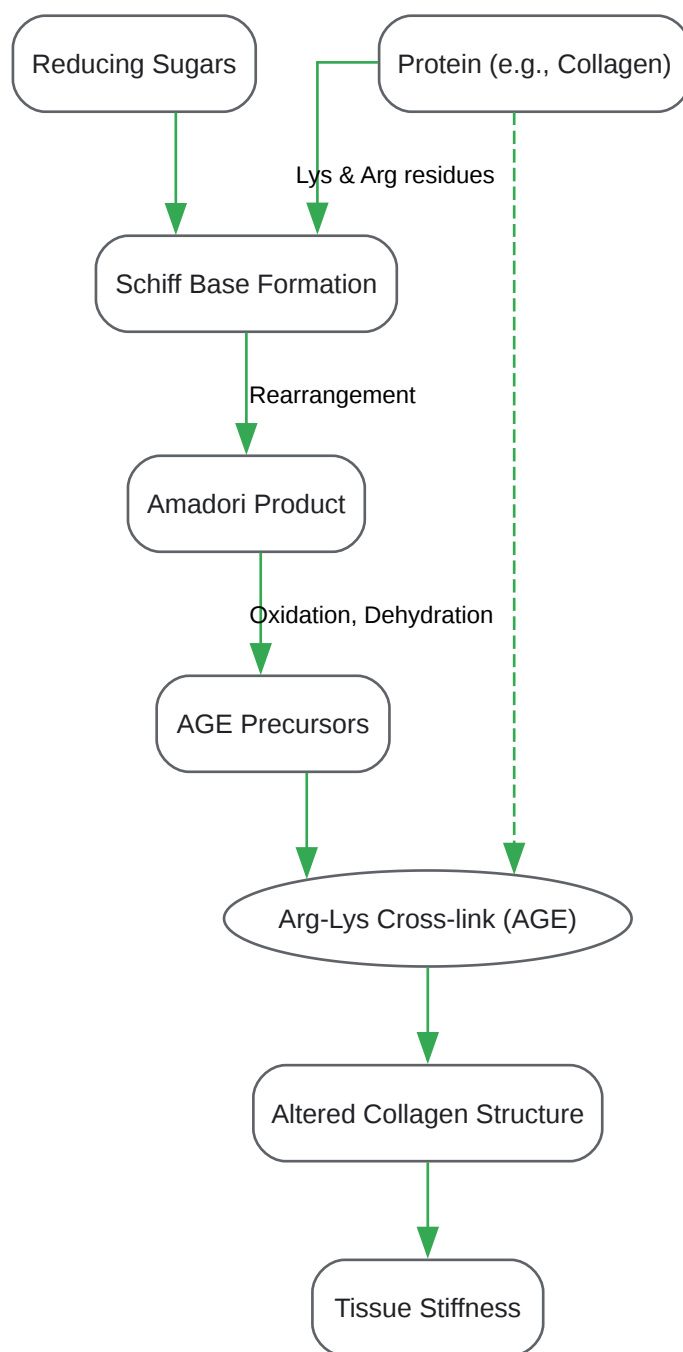 Reducing Sugars
Protein (e.g., Collagen)
Lys & Arg residues
Schiff Base Formation
Rearrangement
Amadori Product
Oxidation, Dehydration
AGE Precursors
Arg-Lys Cross-link (AGE)
Altered Collagen Structure
Tissue Stiffness